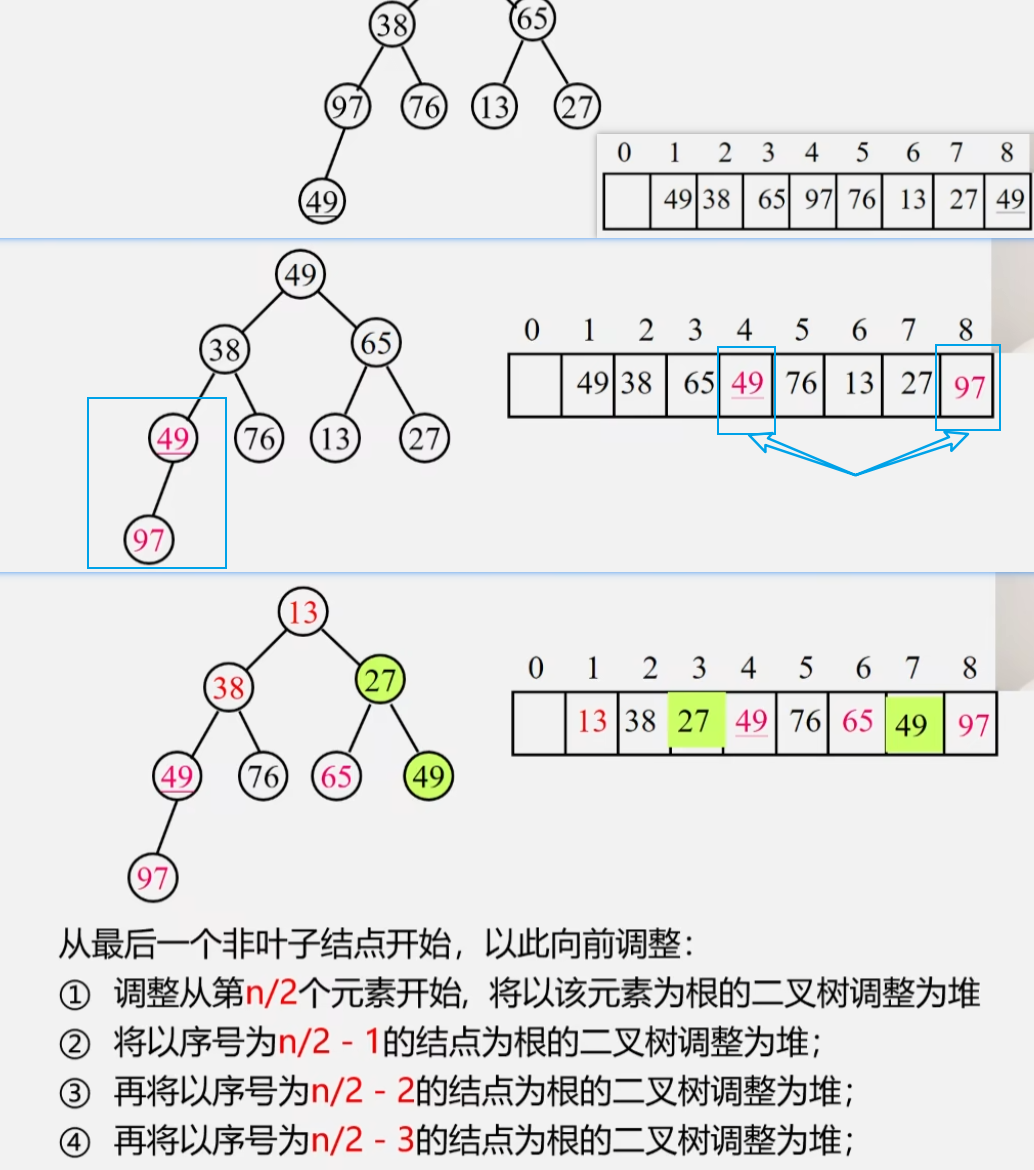 38 65
97 76 13 27
49
0 1 2 3 4 5 6 7 8
49 38 65 97 76 13 27 49
49
38 65
49 76 13 27
97
0 1 2 3 4 5 6 7 8
49 38 65 49 76 13 27 97
13
38 27
49 76 65 49
97
0 1 2 3 4 5 6 7 8
13 38 27 49 76 65 49 97
从最后一个非叶子结点开始，以此向前调整：
① 调整从第n/2个元素开始，将以该元素为根的二叉树调整为堆
② 将以序号为n/2 - 1的结点为根的二叉树调整为堆；
③ 再将以序号为n/2 - 2的结点为根的二叉树调整为堆；
④ 再将以序号为n/2 - 3的结点为根的二叉树调整为堆；